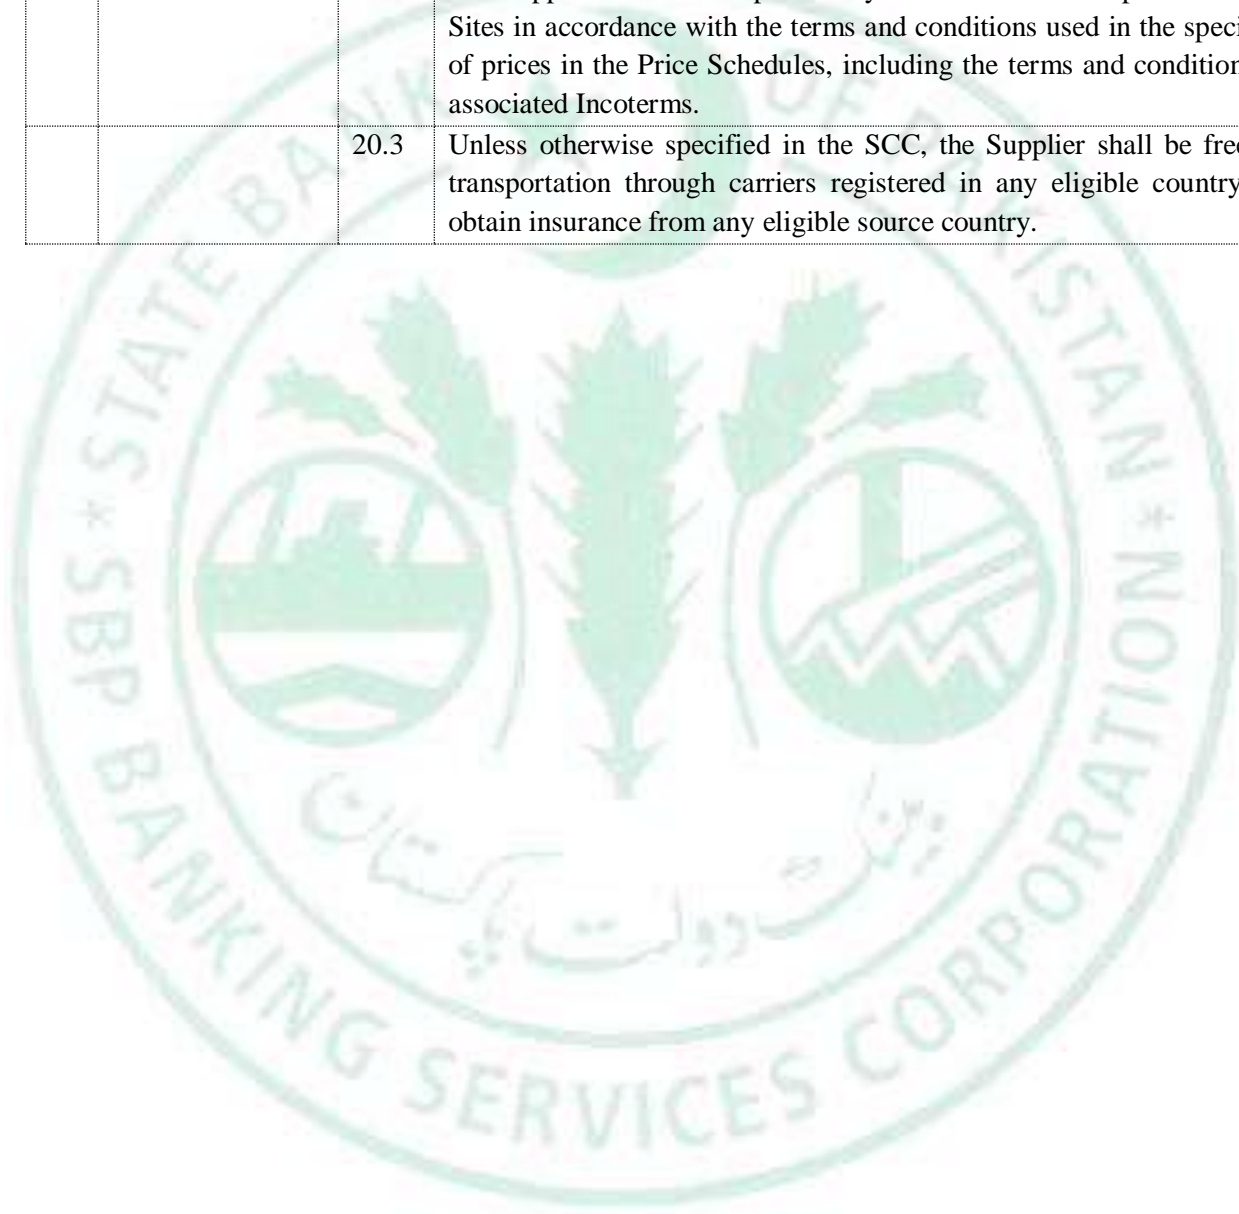 Sites in accordance with the terms and conditions used in the speci
of prices in the Price Schedules, including the terms and condition
associated Incoterms.
20.3 Unless otherwise specified in the SCC, the Supplier shall be free
transportation through carriers registered in any eligible country
obtain insurance from any eligible source country.
STATE BANK OF PAKISTAN
بینک دولت پاکستان
* SBP BANKING SERVICES CORPORATION *